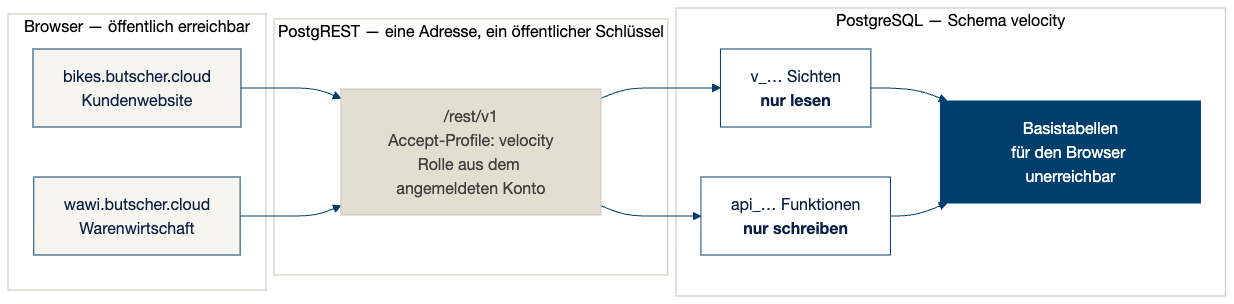 Browser — öffentlich erreichbar
bikes.butscher.cloud
Kundenwebsite
wawi.butscher.cloud
Warenwirtschaft
PostgREST — eine Adresse, ein öffentlicher Schlüssel
/rest/v1
Accept-Profile: velocity
Rolle aus dem
angemeldeten Konto
PostgreSQL — Schema velocity
v_… Sichten
nur lesen
api_… Funktionen
nur schreiben
Basistabellen
für den Browser
unerreichbar